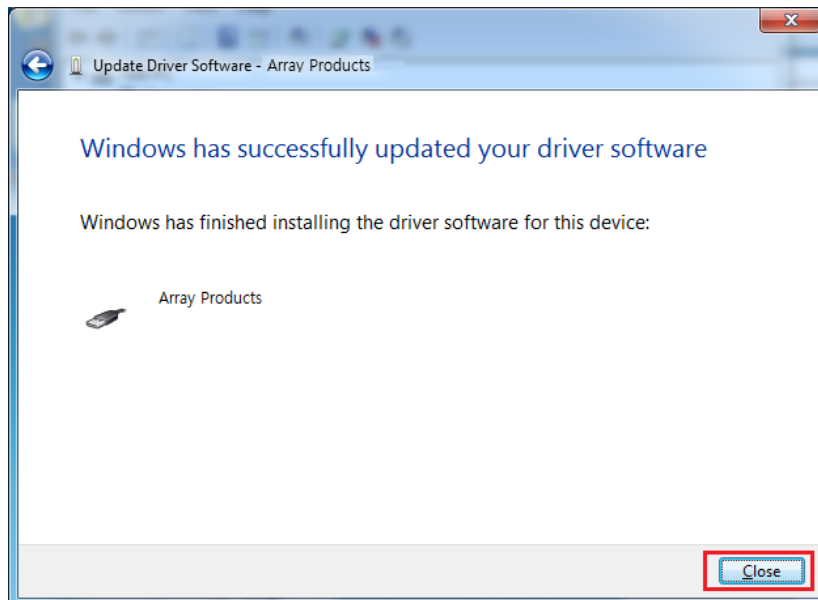 Update Driver Software - Array Products
Windows has successfully updated your driver software
Windows has finished installing the driver software for this device:
Array Products
Close